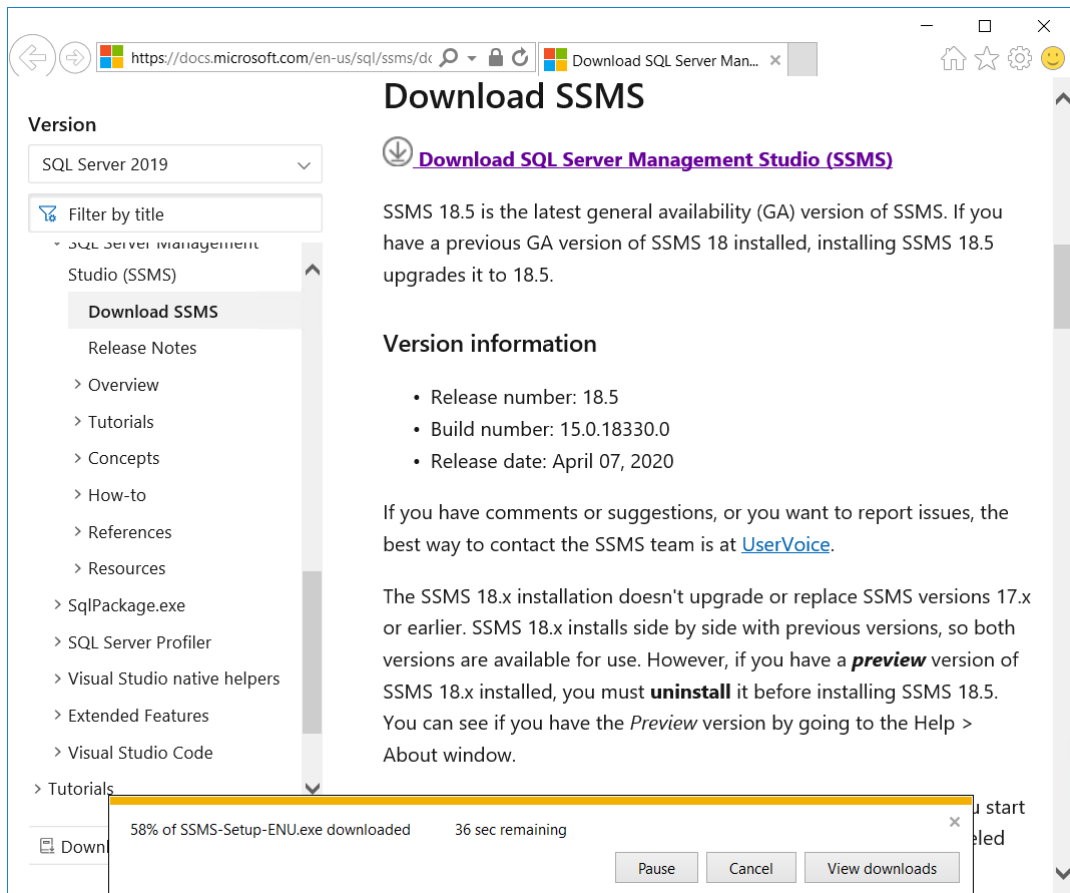 https://docs.microsoft.com/en-us/sql/ssms/dc
Download SQL Server Man...
Version
SQL Server 2019
Filter by title
SQL Server Management
Studio (SSMS)
Download SSMS
Release Notes
Overview
Tutorials
Concepts
How-to
References
Resources
SqlPackage.exe
SQL Server Profiler
Visual Studio native helpers
Extended Features
Visual Studio Code
Tutorials
Downl
Download SSMS
Download SQL Server Management Studio (SSMS)
SSMS 18.5 is the latest general availability (GA) version of SSMS. If you
have a previous GA version of SSMS 18 installed, installing SSMS 18.5
upgrades it to 18.5.
Version information
• Release number: 18.5
• Build number: 15.0.18330.0
• Release date: April 07, 2020
If you have comments or suggestions, or you want to report issues, the
best way to contact the SSMS team is at UserVoice.
The SSMS 18.x installation doesn't upgrade or replace SSMS versions 17.x
or earlier. SSMS 18.x installs side by side with previous versions, so both
versions are available for use. However, if you have a preview version of
SSMS 18.x installed, you must uninstall it before installing SSMS 18.5.
You can see if you have the Preview version by going to the Help >
About window.
start
eled
58% of SSMS-Setup-ENU.exe downloaded 36 sec remaining
Pause Cancel View downloads